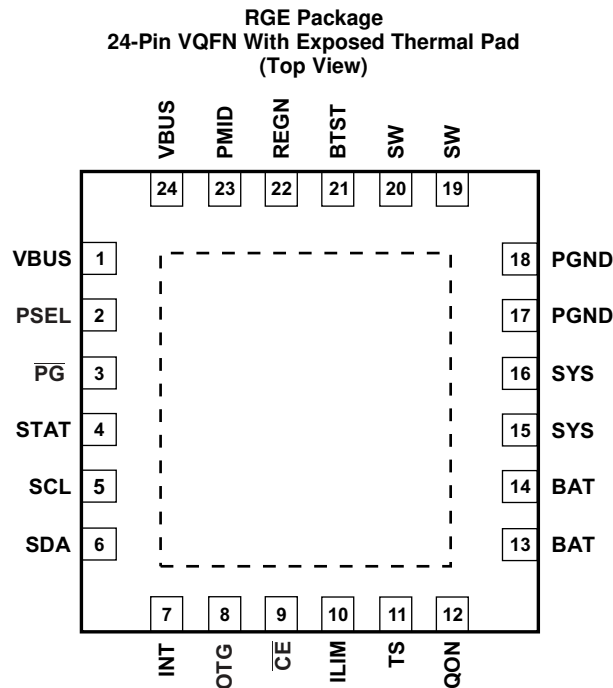 RGE Package
24-Pin VQFN With Exposed Thermal Pad
(Top View)
VBUS
PMID
REGN
BTST
SW
SW
24
23
22
21
20
19
VBUS 1
PSEL 2
P̅G̅ 3
STAT 4
SCL 5
SDA 6
18 PGND
17 PGND
16 SYS
15 SYS
14 BAT
13 BAT
7
8
9
10
11
12
INT
OTG
C̅E̅
ILIM
TS
QON